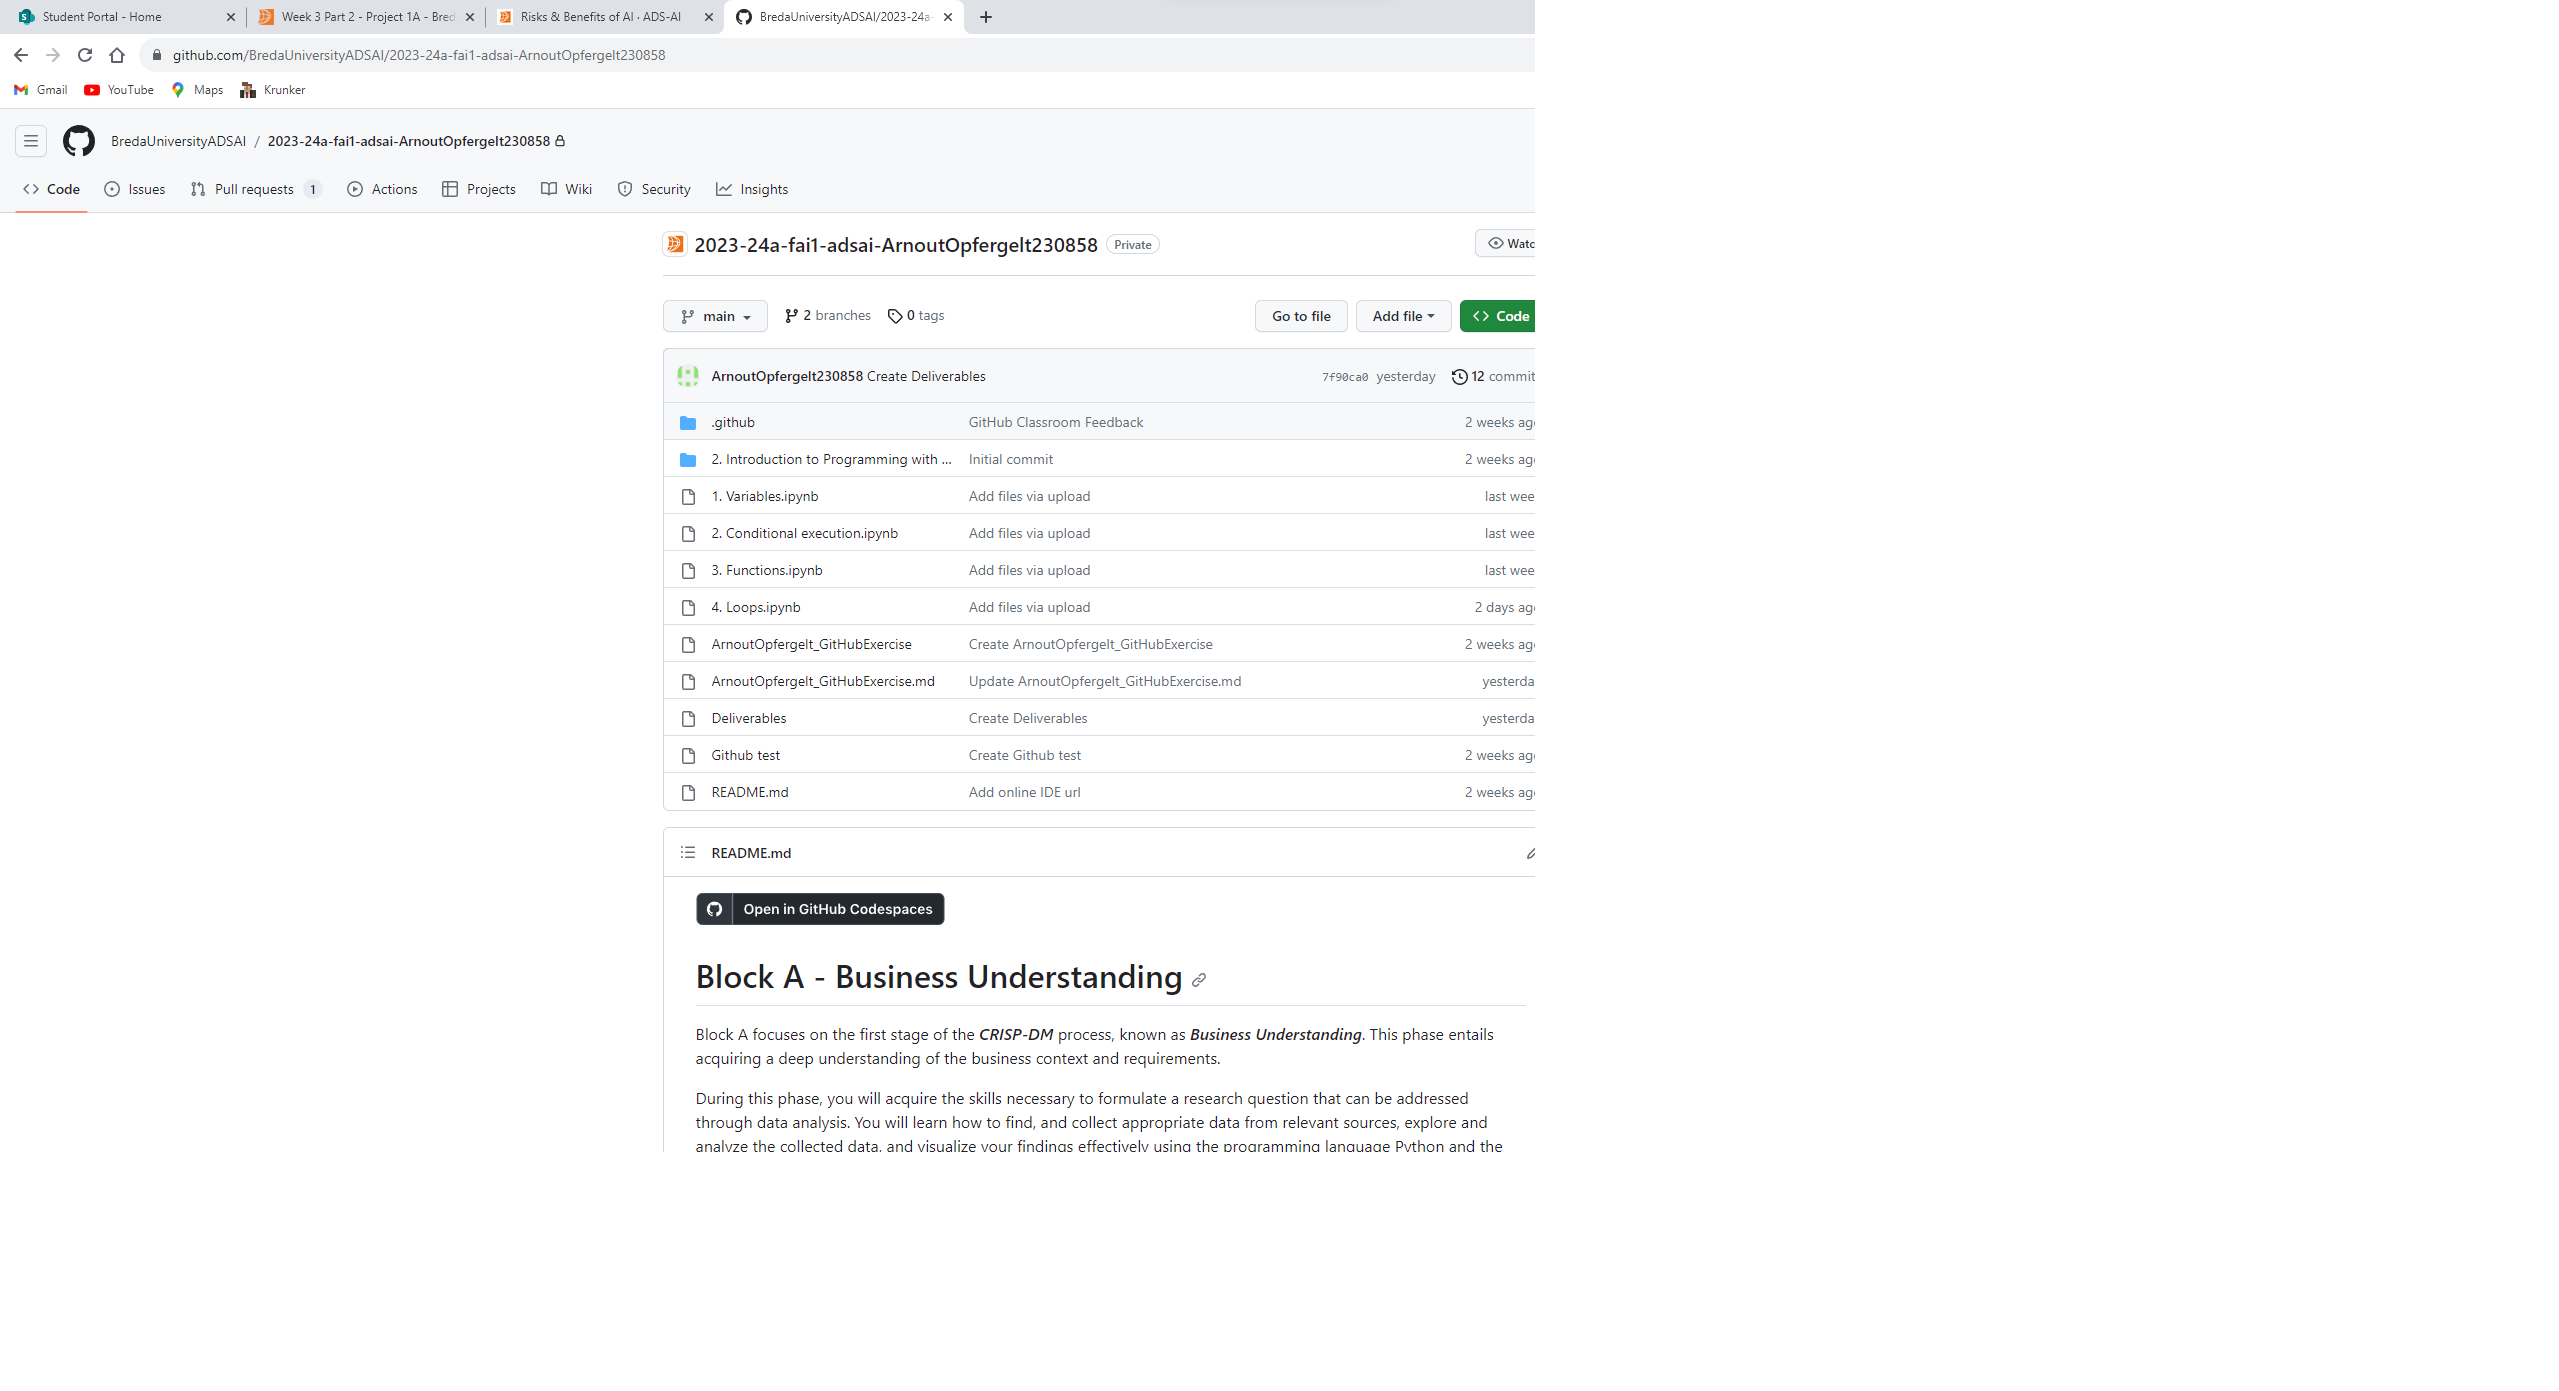 Student Portal - Home
Week 3 Part 2 - Project 1A - Bred
Risks & Benefits of AI · ADS-AI
BredaUniversityADSAI/2023-24a-
github.com/BredaUniversityADSAI/2023-24a-fai1-adsai-ArnoutOpfergelt230858
Gmail YouTube Maps Krunker
BredaUniversityADSAI / 2023-24a-fai1-adsai-ArnoutOpfergelt230858
Code Issues Pull requests 1 Actions Projects Wiki Security Insights
2023-24a-fai1-adsai-ArnoutOpfergelt230858 Private Watc
main 2 branches 0 tags Go to file Add file Code
ArnoutOpfergelt230858 Create Deliverables 7f90ca0 yesterday 12 commit
.github GitHub Classroom Feedback 2 weeks ago
2. Introduction to Programming with ... Initial commit 2 weeks ago
1. Variables.ipynb Add files via upload last wee
2. Conditional execution.ipynb Add files via upload last wee
3. Functions.ipynb Add files via upload last wee
4. Loops.ipynb Add files via upload 2 days ago
ArnoutOpfergelt_GitHubExercise Create ArnoutOpfergelt_GitHubExercise 2 weeks ago
ArnoutOpfergelt_GitHubExercise.md Update ArnoutOpfergelt_GitHubExercise.md yesterda
Deliverables Create Deliverables yesterda
Github test Create Github test 2 weeks ago
README.md Add online IDE url 2 weeks ago
README.md
Open in GitHub Codespaces
Block A - Business Understanding
Block A focuses on the first stage of the CRISP-DM process, known as Business Understanding. This phase entails
acquiring a deep understanding of the business context and requirements.
During this phase, you will acquire the skills necessary to formulate a research question that can be addressed
through data analysis. You will learn how to find, and collect appropriate data from relevant sources, explore and
analyze the collected data, and visualize your findings effectively using the programming language Python and the